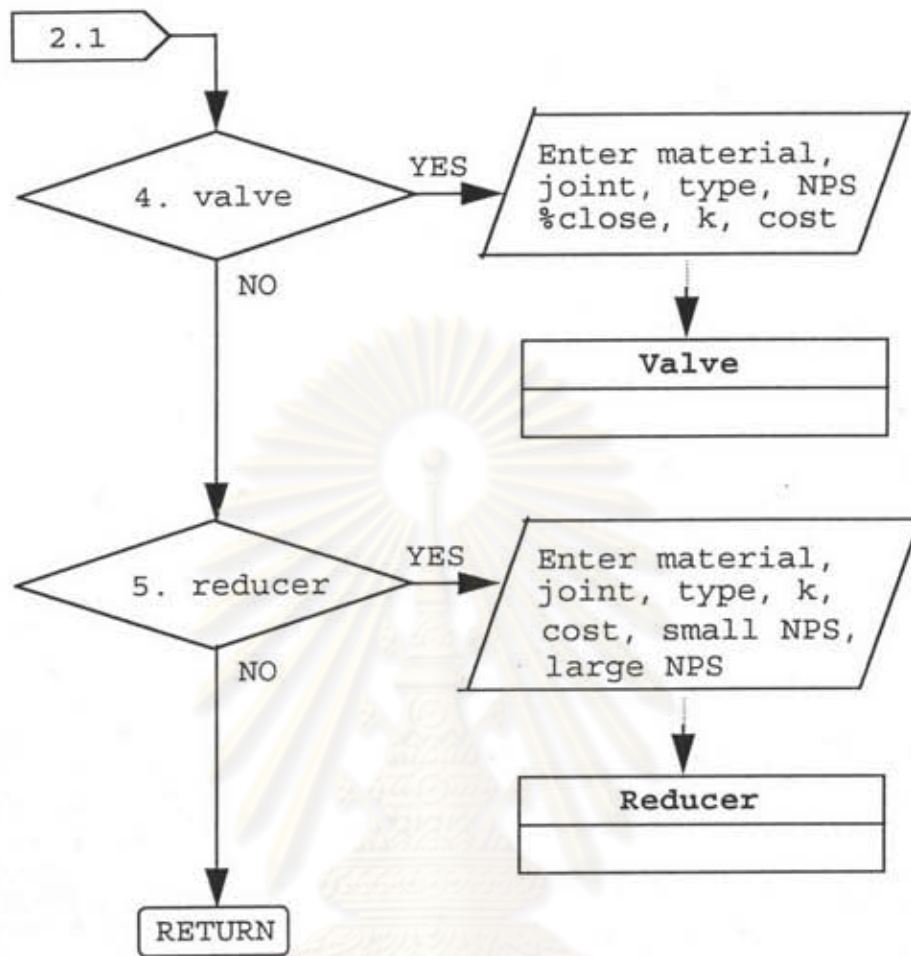 2.1
4. valve
YES
Enter material,
joint, type, NPS
%close, k, cost
NO
Valve
5. reducer
YES
Enter material,
joint, type, k,
cost, small NPS,
large NPS
NO
Reducer
RETURN